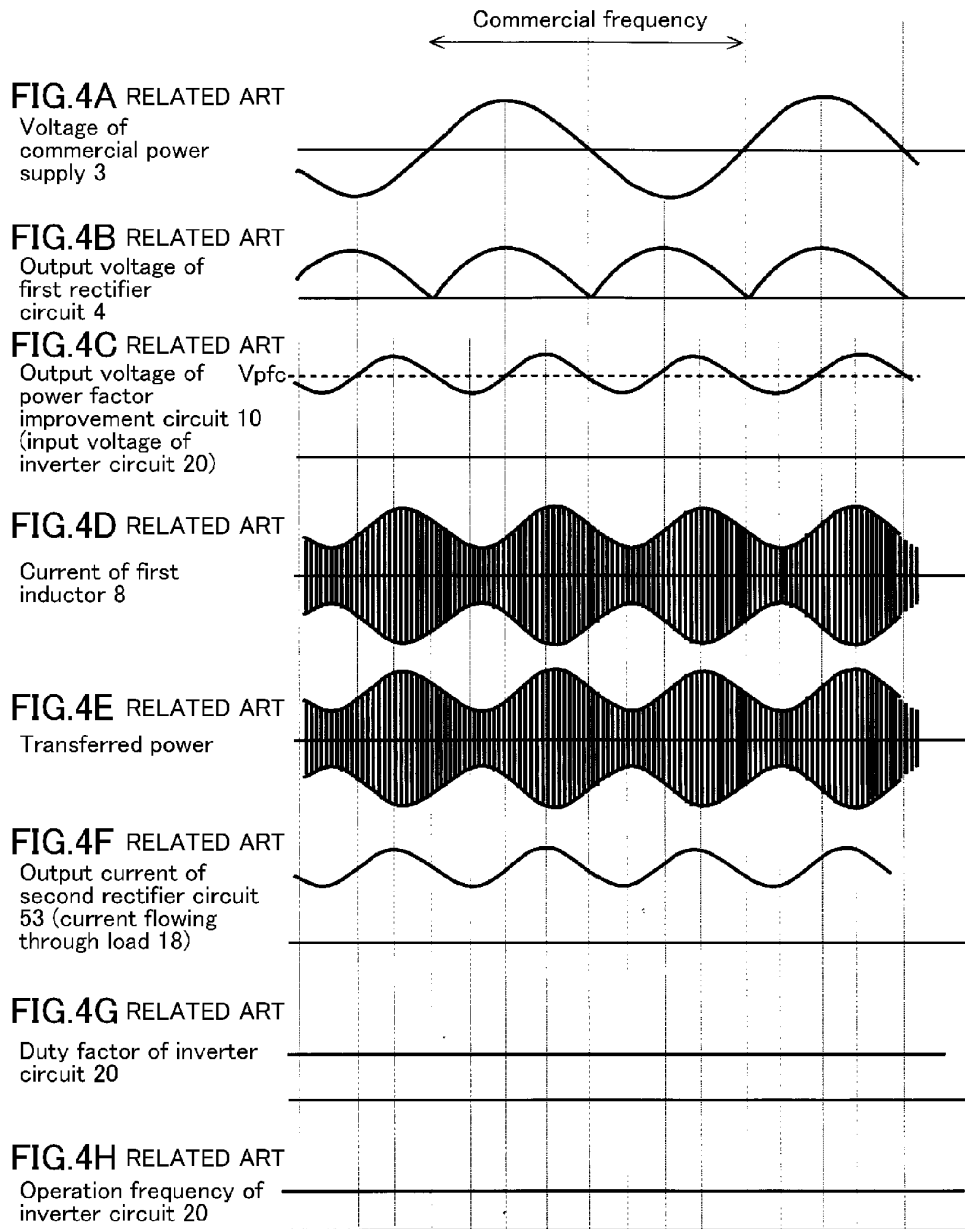 Commercial frequency
FIG.4A RELATED ART
Voltage of
commercial power
supply 3
FIG.4B RELATED ART
Output voltage of
first rectifier
circuit 4
FIG.4C RELATED ART
Output voltage of
power factor
improvement circuit 10
(input voltage of
inverter circuit 20)
Vpfc
FIG.4D RELATED ART
Current of first
inductor 8
FIG.4E RELATED ART
Transferred power
FIG.4F RELATED ART
Output current of
second rectifier circuit
53 (current flowing
through load 18)
FIG.4G RELATED ART
Duty factor of inverter
circuit 20
FIG.4H RELATED ART
Operation frequency of
inverter circuit 20